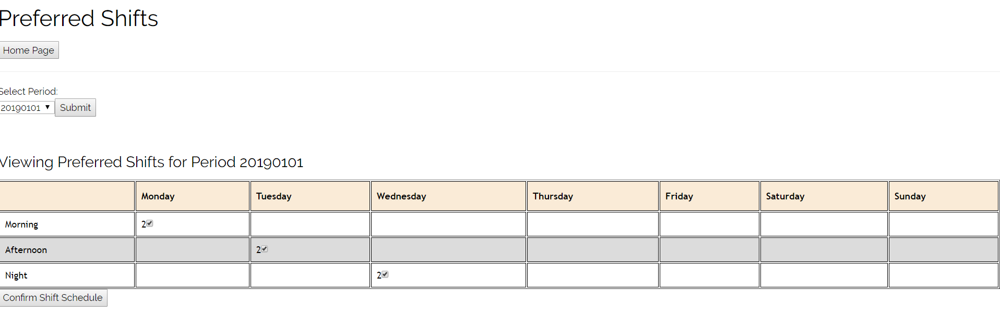 Preferred Shifts
Home Page
Select Period:
20190101 Submit
Viewing Preferred Shifts for Period 20190101
Monday Tuesday Wednesday Thursday Friday Saturday Sunday
Morning 2
Afternoon 2
Night 2
Confirm Shift Schedule